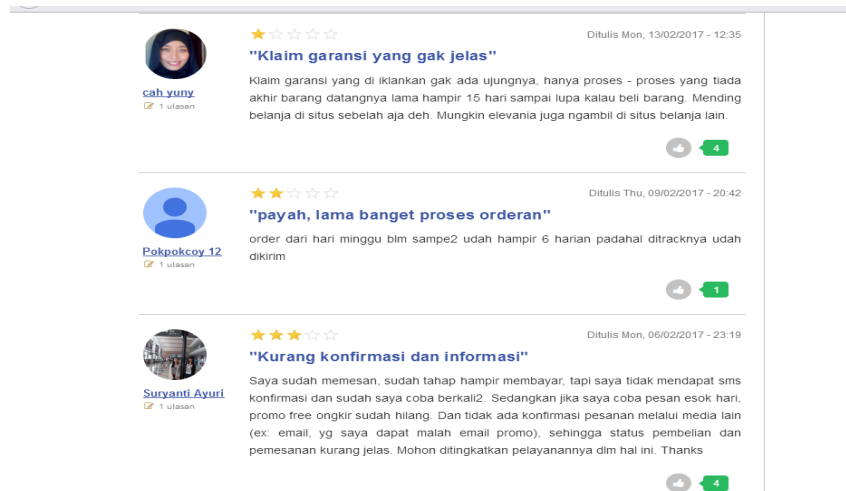 Ditulis Mon, 13/02/2017 - 12:35
"Klaim garansi yang gak jelas"
cah yuny
1 ulasan
Klaim garansi yang di iklankan gak ada ujungnya, hanya proses - proses yang tiada
akhir barang datangnya lama hampir 15 hari sampai lupa kalau beli barang. Mending
belanja di situs sebelah aja deh. Mungkin elevania juga ngambil di situs belanja lain.
4
Ditulis Thu, 09/02/2017 - 20:42
"payah, lama banget proses orderan"
Pokpokcoy 12
1 ulasan
order dari hari minggu blm sampe2 udah hampir 6 harian padahal ditracknya udah
dikirim
1
Ditulis Mon, 06/02/2017 - 23:19
"Kurang konfirmasi dan informasi"
Suryanti Ayuri
1 ulasan
Saya sudah memesan, sudah tahap hampir membayar, tapi saya tidak mendapat sms
konfirmasi dan sudah saya coba berkali2. Sedangkan jika saya coba pesan esok hari,
promo free ongkir sudah hilang. Dan tidak ada konfirmasi pesanan melalui media lain
(ex: email, yg saya dapat malah email promo), sehingga status pembelian dan
pemesanan kurang jelas. Mohon ditingkatkan pelayanannya dlm hal ini. Thanks
4